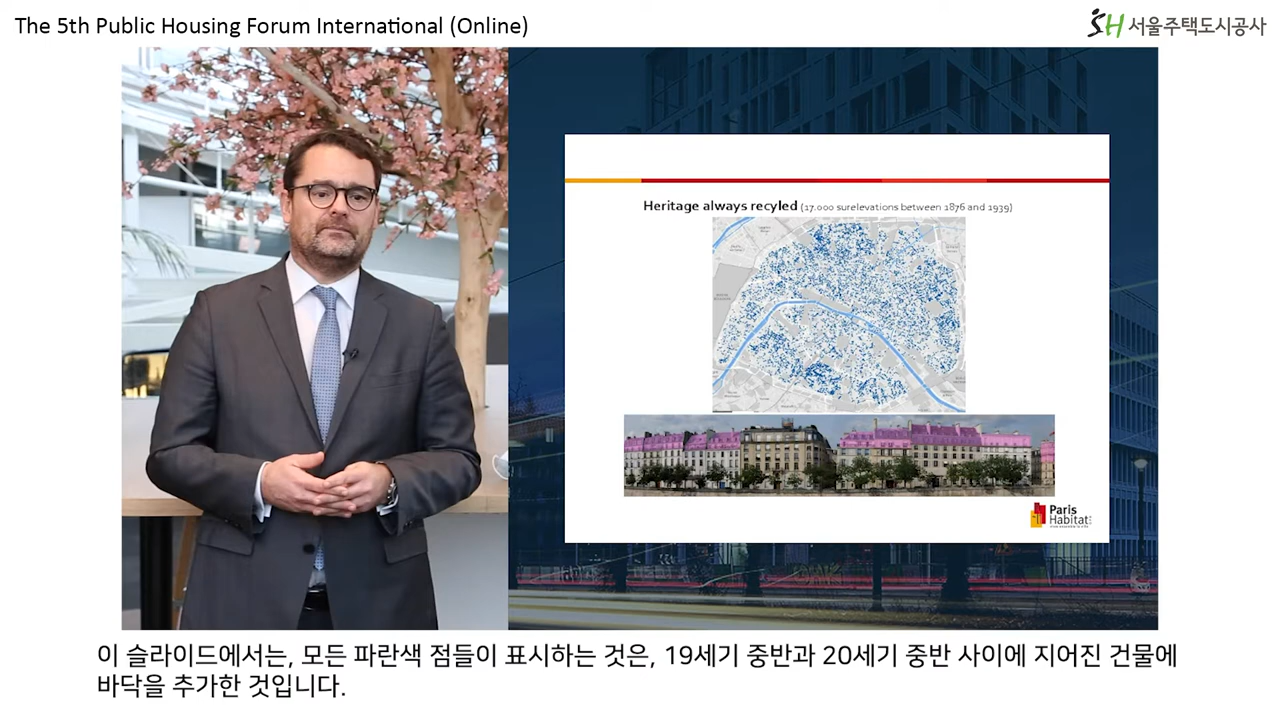 The 5th Public Housing Forum International (Online)
SH 서울주택도시공사
Heritage always recyled (17.000 surelevations between 1876 and 1939)
Paris
Habitat
이 슬라이드에서는, 모든 파란색 점들이 표시하는 것은, 19세기 중반과 20세기 중반 사이에 지어진 건물에
바닥을 추가한 것입니다.